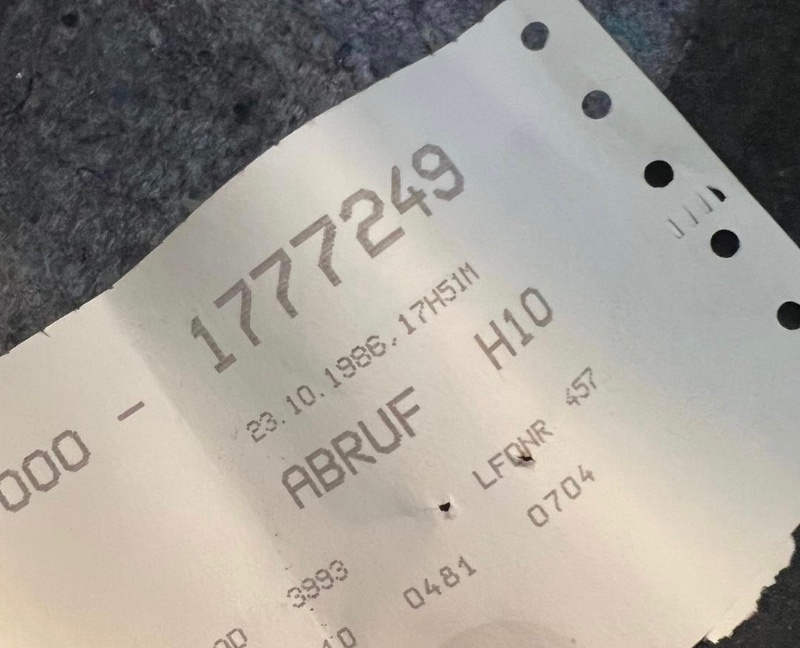 000 - 1777249
23.10.1986, 17H51M
ABRUF H10
LFDNR 457
3993
0481 0704